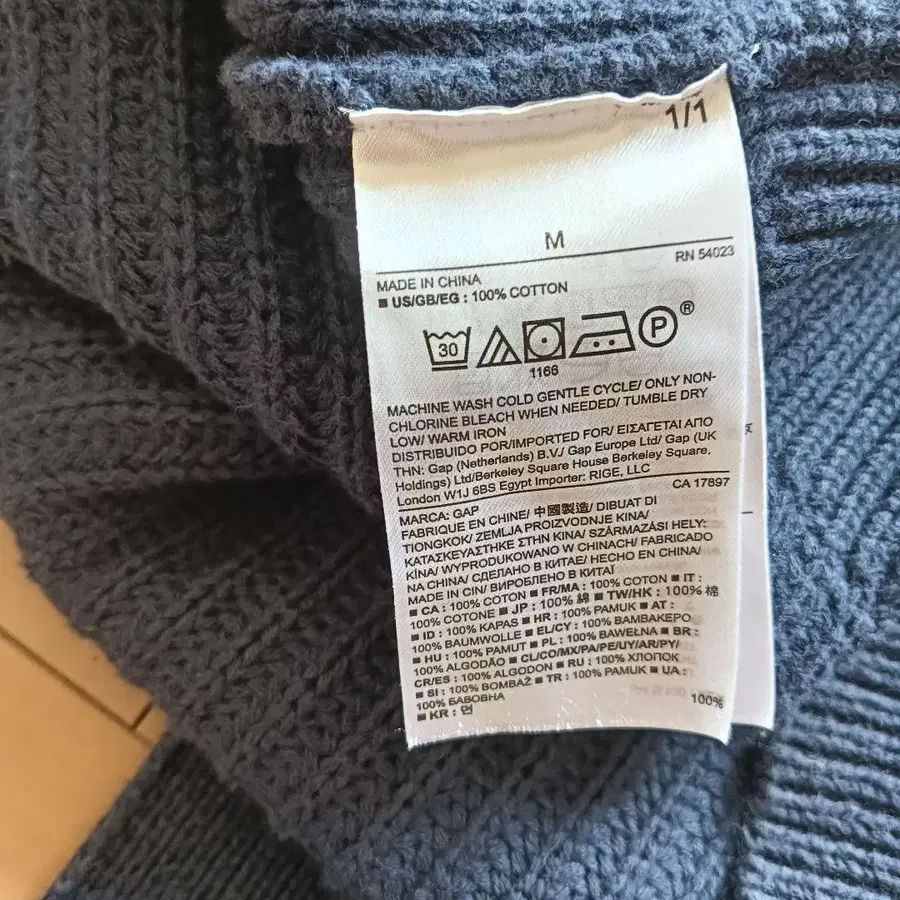 1/1
M
RN 54023
MADE IN CHINA
■ US/GB/EG : 100% COTTON
30
P ®
1166
MACHINE WASH COLD GENTLE CYCLE/ ONLY NON-
CHLORINE BLEACH WHEN NEEDED/ TUMBLE DRY
LOW/ WARM IRON
DISTRIBUIDO POR/IMPORTED FOR/ ΕΙΣΑΓΕΤΑΙ ΑΠΟ
ΤΗΝ: Gap (Netherlands) B.V./ Gap Europe Ltd/ Gap (UK
Holdings) Ltd/Berkeley Square House Berkeley Square,
London W1J 6BS Egypt Importer: RIGE, LLC
CA 17897
MARCA: GAP
FABRIQUE EN CHINE/ 中國製造/ DIBUAT DI
TIONGKOK/ ZEMLJA PROIZVODNJE KINA/
ΚΑΤΑΣΚΕΥΑΣΤΗΚΕ ΣΤΗΝ ΚΙΝΑ/ SZÁRMAZÁSI HELY:
KÍNA/ WYPRODUKOWANO W CHINACH/ FABRICADO
NA CHINA/ СДЕЛАНО В КИТАЕ/ HECHO EN CHINA/
MADE IN CIN/ ВИРОБЛЕНО В КИТАЇ
■ CA : 100% COTON ■ FR/MA : 100% COTON ■ IT :
100% COTONE ■ JP : 100% 綿 ■ TW/HK : 100% 棉
■ ID : 100% KAPAS ■ HR : 100% PAMUK ■ AT :
100% BAUMWOLLE ■ EL/CY : 100% ΒΑΜΒΑΚΕΡΟ
■ HU : 100% PAMUT ■ PL : 100% BAWEŁNA ■ BR :
100% ALGODÃO ■ CL/CO/MX/PA/PE/UY/AR/PY/
CR/ES : 100% ALGODON ■ RU : 100% ХЛОПОК
■ SI : 100% BOMBAŽ ■ TR : 100% PAMUK ■ UA :
100% БАВОВНА
■ KR : 면
100%